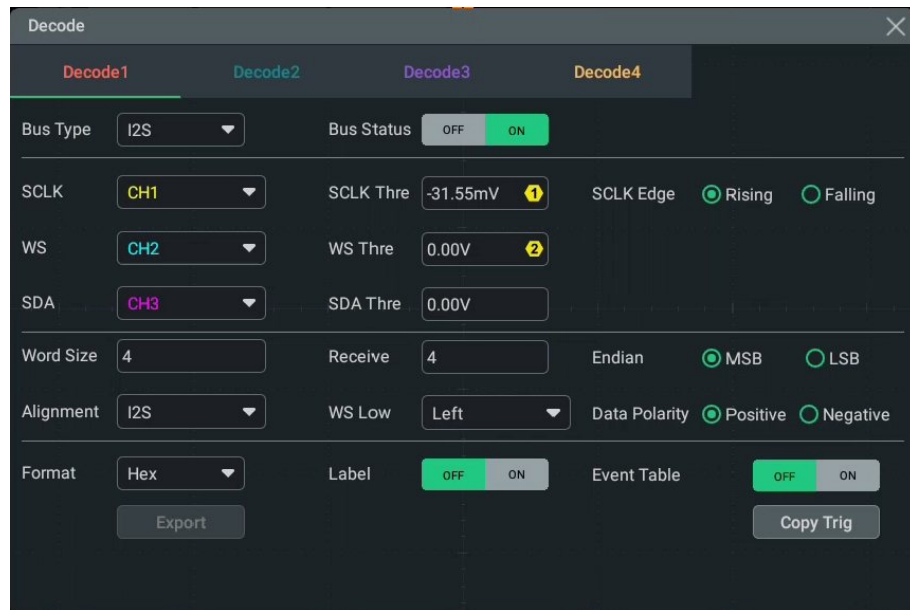 Decode
Decode1 Decode2 Decode3 Decode4
Bus Type I2S Bus Status OFF ON
SCLK CH1 SCLK Thre -31.55mV 1 SCLK Edge Rising Falling
WS CH2 WS Thre 0.00V 2
SDA CH3 SDA Thre 0.00V
Word Size 4 Receive 4 Endian MSB LSB
Alignment I2S WS Low Left Data Polarity Positive Negative
Format Hex Label OFF ON Event Table OFF ON
Export Copy Trig